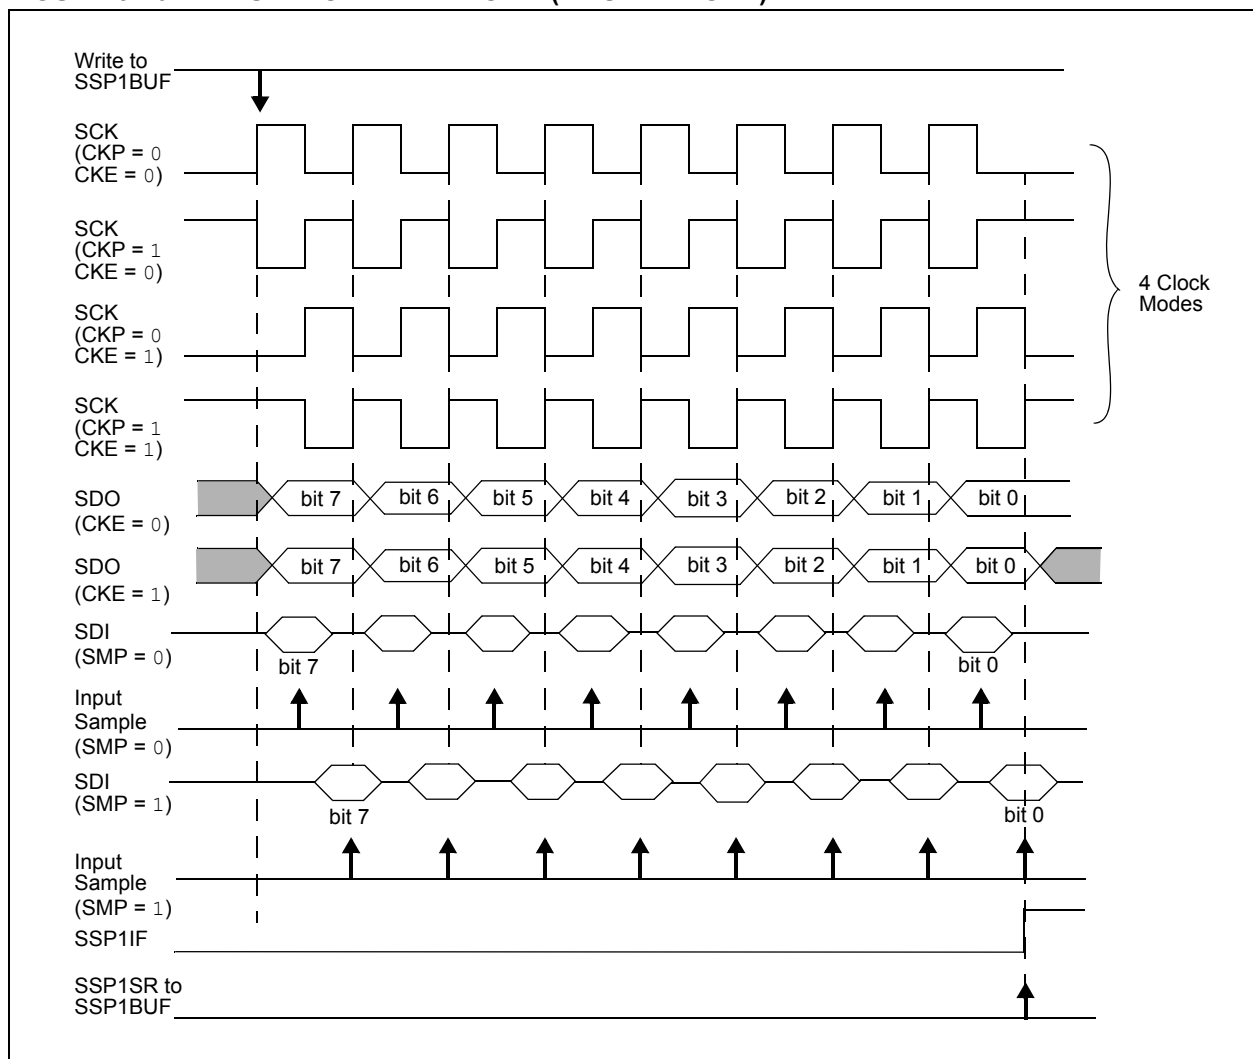 Write to
SSP1BUF
SCK
(CKP = 0
CKE = 0)
SCK
(CKP = 1
CKE = 0)
SCK
(CKP = 0
CKE = 1)
SCK
(CKP = 1
CKE = 1)
4 Clock
Modes
SDO
(CKE = 0)
bit 7 bit 6 bit 5 bit 4 bit 3 bit 2 bit 1 bit 0
SDO
(CKE = 1)
bit 7 bit 6 bit 5 bit 4 bit 3 bit 2 bit 1 bit 0
SDI
(SMP = 0)
bit 7 bit 0
Input
Sample
(SMP = 0)
SDI
(SMP = 1)
bit 7 bit 0
Input
Sample
(SMP = 1)
SSP1IF
SSP1SR to
SSP1BUF